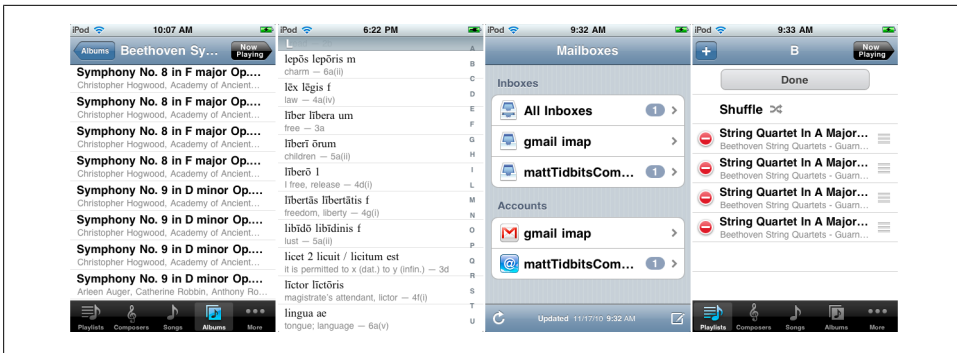 iPod 10:07 AM
Albums Beethoven Sy... Now Playing
Symphony No. 8 in F major Op....
Christopher Hogwood, Academy of Ancient...
Symphony No. 8 in F major Op....
Christopher Hogwood, Academy of Ancient...
Symphony No. 8 in F major Op....
Christopher Hogwood, Academy of Ancient...
Symphony No. 8 in F major Op....
Christopher Hogwood, Academy of Ancient...
Symphony No. 9 in D minor Op....
Christopher Hogwood, Academy of Ancient...
Symphony No. 9 in D minor Op....
Christopher Hogwood, Academy of Ancient...
Symphony No. 9 in D minor Op....
Christopher Hogwood, Academy of Ancient...
Symphony No. 9 in D minor Op....
Arleen Auger, Catherine Robbin, Anthony Ro...
Playlists Composers Songs Albums More
iPod 6:22 PM
L
lepōs lepōris m
charm — 6a(ii)
lēx lēgis f
law — 4a(iv)
līber lībera um
free — 3a
līberī ōrum
children — 5a(ii)
līberō 1
I free, release — 4d(i)
lībertās lībertātis f
freedom, liberty — 4g(i)
libīdō libīdinis f
lust — 5a(ii)
licet 2 licuit / licitum est
it is permitted to x (dat.) to y (infin.) — 3d
līctor līctōris
magistrate's attendant, lictor — 4f(i)
lingua ae
tongue; language — 6a(v)
A
B
C
D
E
F
G
H
I
L
M
N
O
P
Q
R
S
T
U
iPod 9:32 AM
Mailboxes
Inboxes
All Inboxes 1
gmail imap
mattTidbitsCom... 1
Accounts
gmail imap
mattTidbitsCom... 1
Updated 11/17/10 9:32 AM
iPod 9:33 AM
+ B Now Playing
Done
Shuffle
String Quartet In A Major...
Beethoven String Quartets - Guarn...
String Quartet In A Major...
Beethoven String Quartets - Guarn...
String Quartet In A Major...
Beethoven String Quartets - Guarn...
String Quartet In A Major...
Beethoven String Quartets - Guarn...
Playlists Composers Songs Albums More